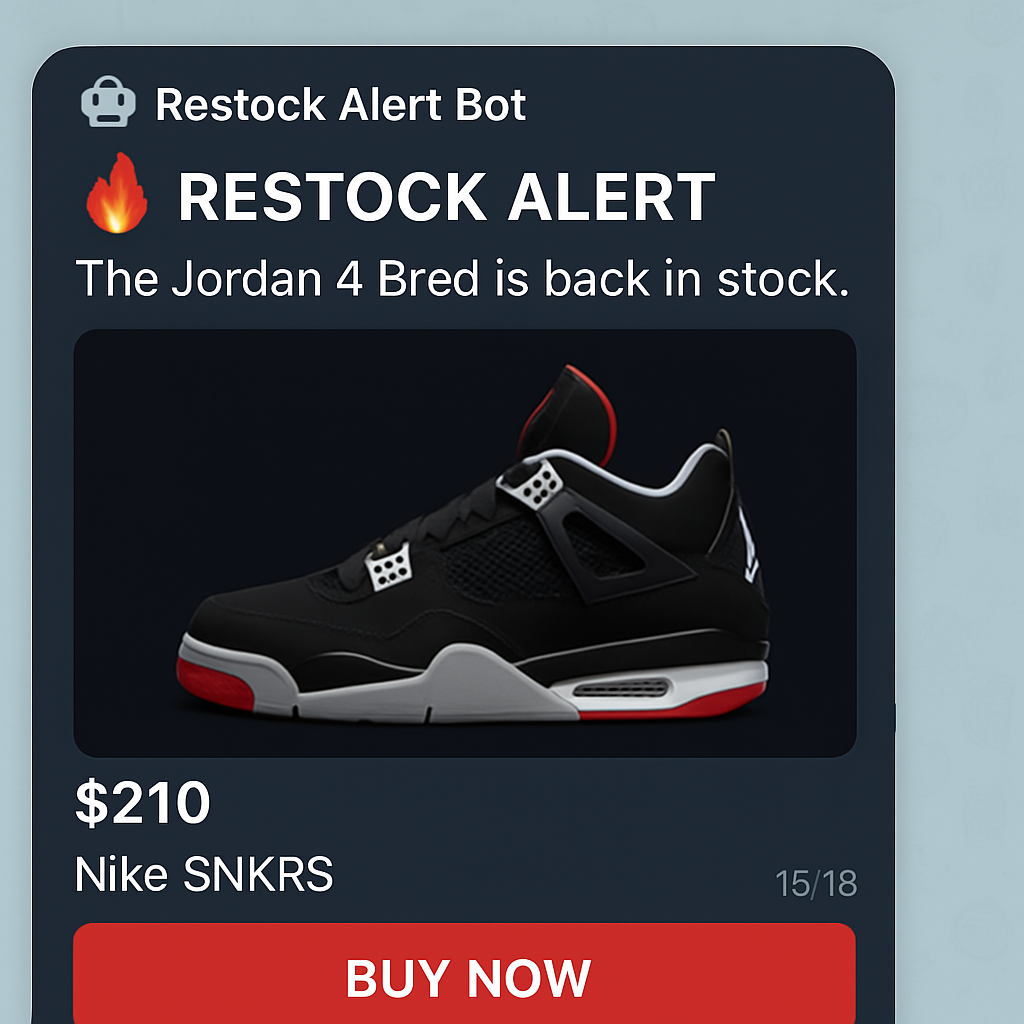 Restock Alert Bot
RESTOCK ALERT
The Jordan 4 Bred is back in stock.
$210
Nike SNKRS
15/18
BUY NOW